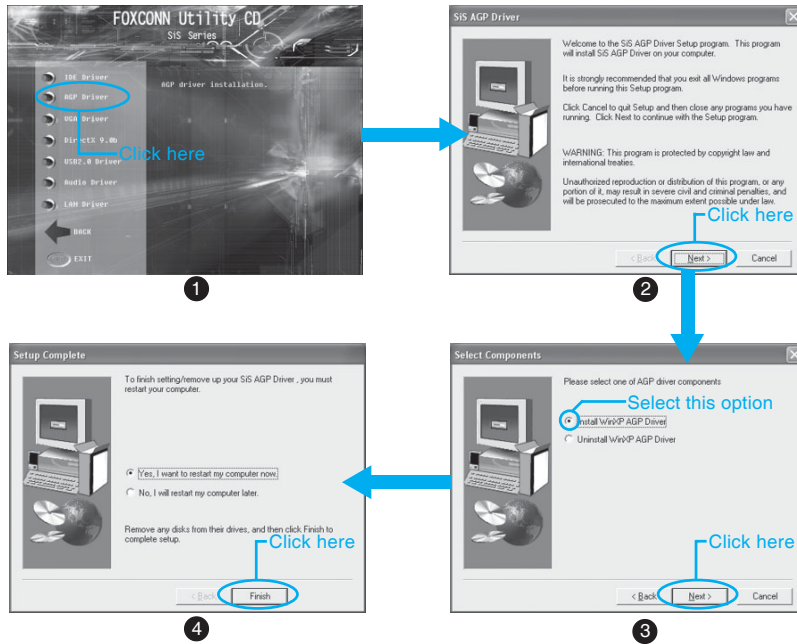 FOXCONN Utility CD
SiS Series
IDE Driver
AGP Driver
AGP driver installation.
VGA Driver
DirectX 9.0b
Click here
USB2.0 Driver
Audio Driver
LAN Driver
BACK
EXIT
1
SiS AGP Driver
Welcome to the SiS AGP Driver Setup program. This program
will install SiS AGP Driver on your computer.
It is strongly recommended that you exit all Windows programs
before running this Setup program.
Click Cancel to quit Setup and then close any programs you have
running. Click Next to continue with the Setup program.
WARNING: This program is protected by copyright law and
international treaties.
Unauthorized reproduction or distribution of this program, or any
portion of it, may result in severe civil and criminal penalties, and
will be prosecuted to the maximum extent possible under law.
Click here
< Back
Next >
Cancel
2
Select Components
Please select one of AGP driver components
Select this option
Install WinXP AGP Driver
Uninstall WinXP AGP Driver
Click here
< Back
Next >
Cancel
3
Setup Complete
To finish setting/remove up your SiS AGP Driver , you must
restart your computer.
Yes, I want to restart my computer now.
No, I will restart my computer later.
Remove any disks from their drives, and then click Finish to
complete setup.
Click here
< Back
Finish
4